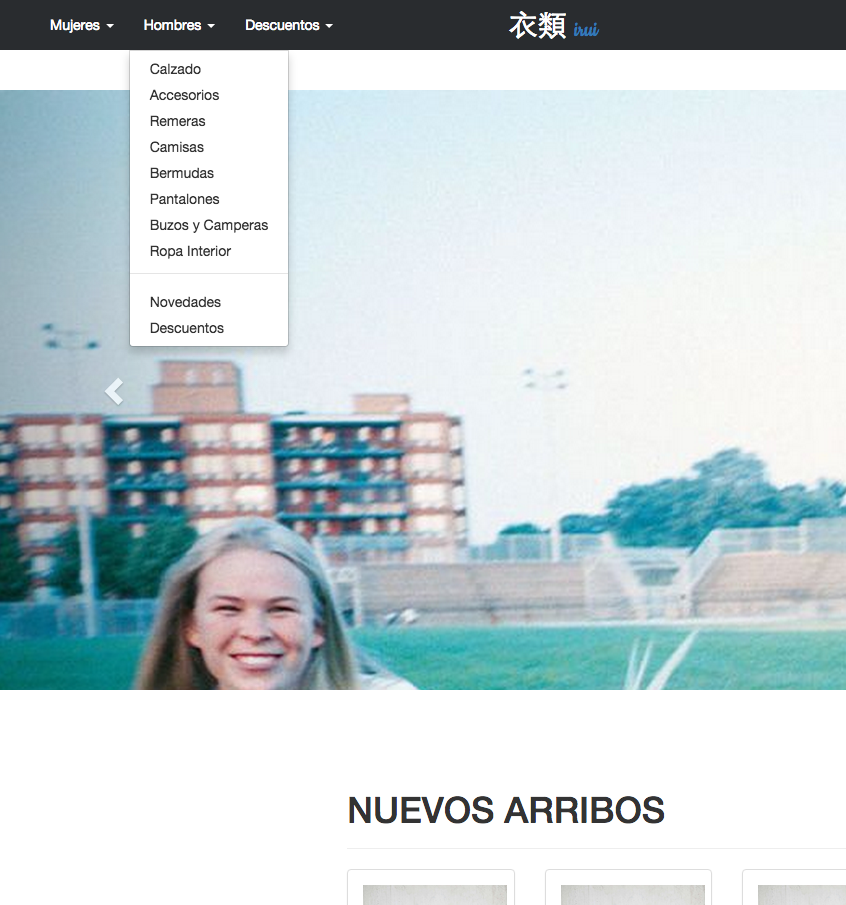 Mujeres Hombres Descuentos 衣類 irui
Calzado
Accesorios
Remeras
Camisas
Bermudas
Pantalones
Buzos y Camperas
Ropa Interior
Novedades
Descuentos
NUEVOS ARRIBOS